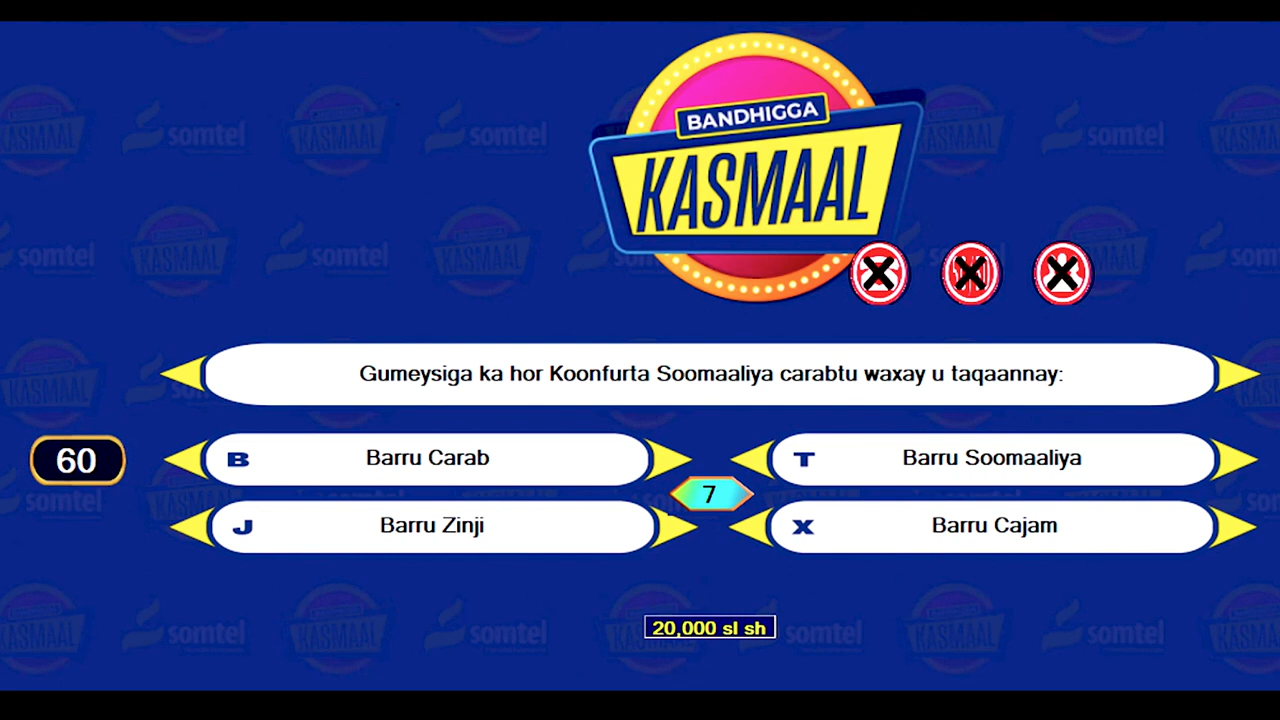 BANDHIGGA
KASMAAL
Gumeysiga ka hor Koonfurta Soomaaliya carabtu waxay u taqaannay:
60
B Barru Carab
T Barru Soomaaliya
7
J Barru Zinji
X Barru Cajam
20,000 sl sh
somtel